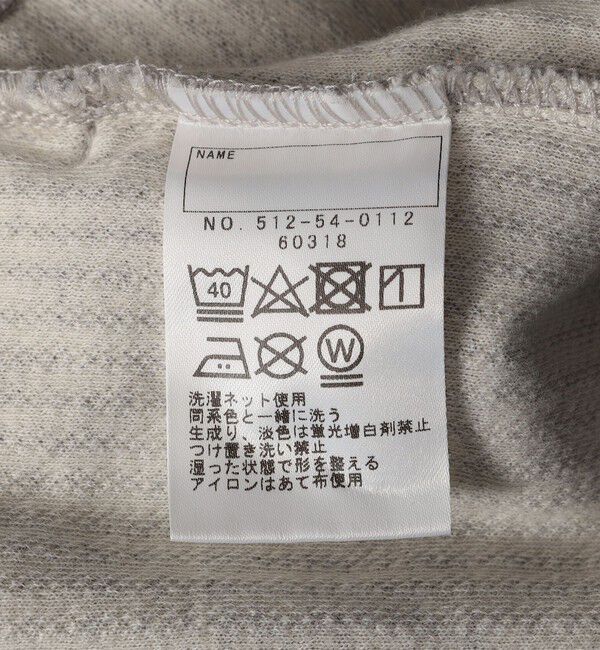 NAME
NO. 512-54-0112
60318
40
W
洗濯ネット使用
同系色と一緒に洗う
生成り、淡色は蛍光増白剤禁止
つけ置き洗い禁止
湿った状態で形を整える
アイロンはあて布使用